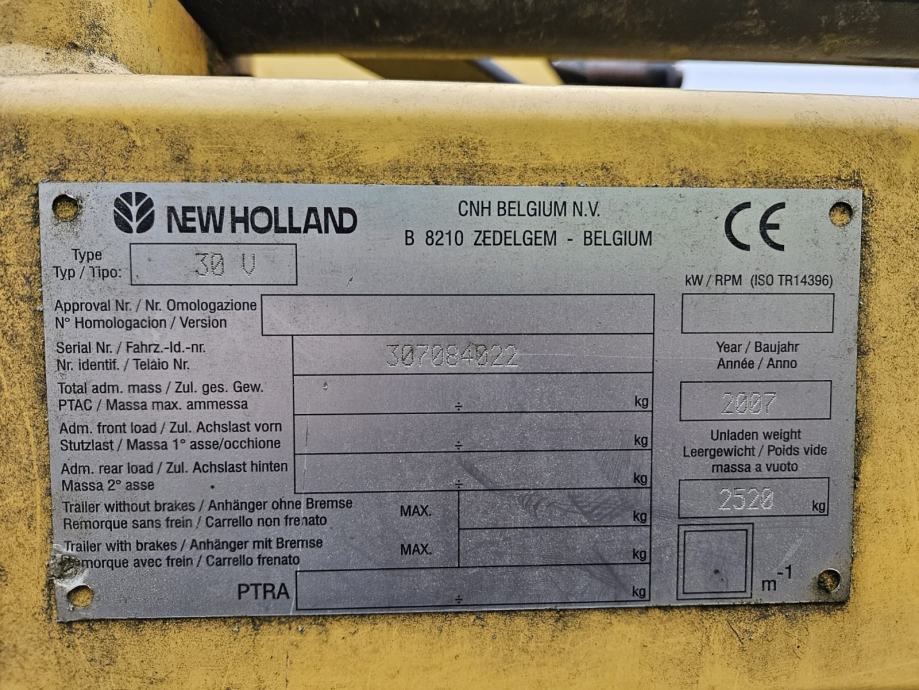 NEW HOLLAND
CNH BELGIUM N.V.
B 8210 ZEDELGEM - BELGIUM
CE
Type
Typ / Tipo: 30 V
kW / RPM (ISO TR14396)
Approval Nr. / Nr. Omologazione
N° Homologacion / Version
Serial Nr. / Fahrz.-Id.-nr.
Nr. identif. / Telaio Nr. 307084022
Year / Baujahr
Année / Anno
2007
Total adm. mass / Zul. ges. Gew.
PTAC / Massa max. ammessa ÷ kg
Adm. front load / Zul. Achslast vorn
Stutzlast / Massa 1° asse/occhione ÷ kg
Unladen weight
Leergewicht / Poids vide
massa a vuoto
2520 kg
Adm. rear load / Zul. Achslast hinten
Massa 2° asse ÷ kg
Trailer without brakes / Anhänger ohne Bremse
Remorque sans frein / Carrello non frenato MAX. kg
Trailer with brakes / Anhänger mit Bremse
Remorque avec frein / Carrello frenato MAX. kg
PTRA ÷ kg
m-1